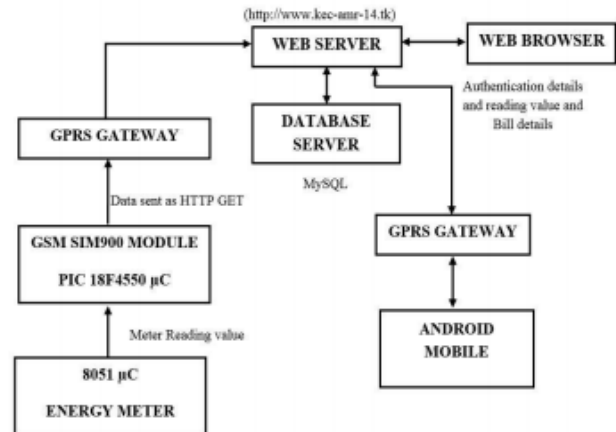 (http://www.kec-amr-14.tk)
WEB SERVER
WEB BROWSER
Authentication details
and reading value and
Bill details
GPRS GATEWAY
DATABASE
SERVER
MySQL
Data sent as HTTP GET
GSM SIM900 MODULE
PIC 18F4550 µC
GPRS GATEWAY
Meter Reading value
ANDROID
MOBILE
8051 µC
ENERGY METER